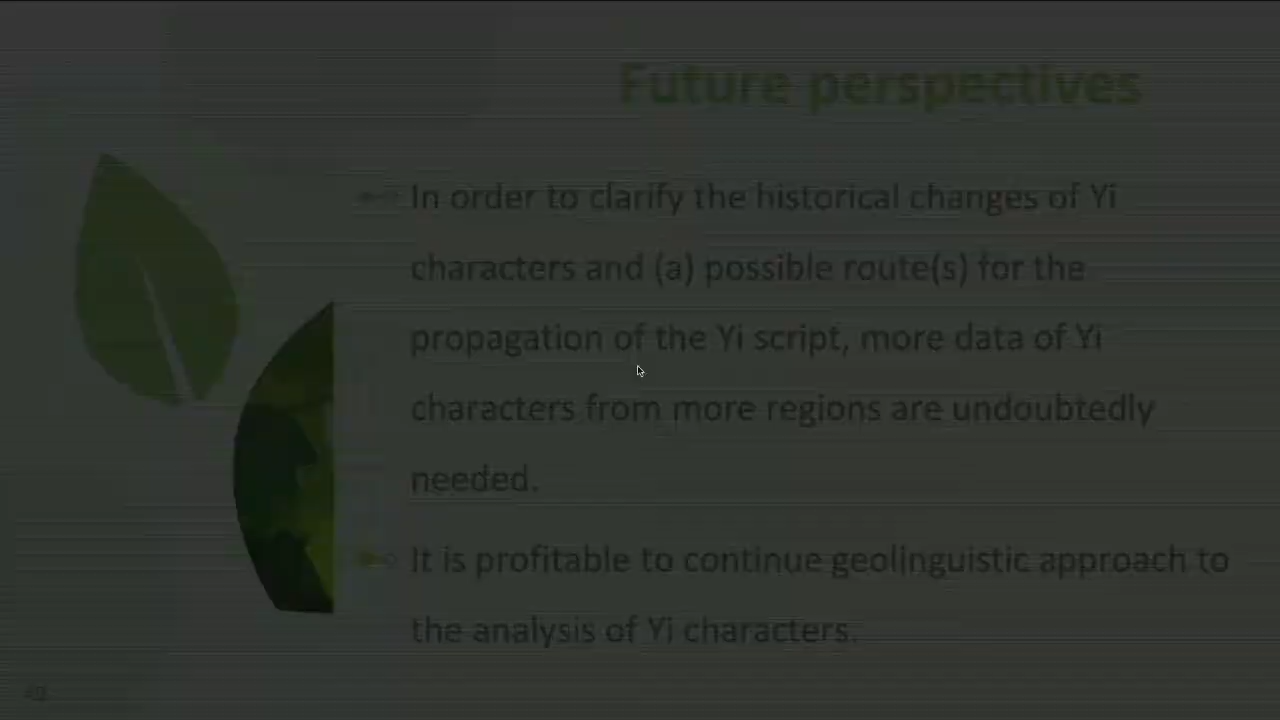 Future perspectives
In order to clarify the historical changes of Yi
characters and (a) possible route(s) for the
propagation of the Yi script, more data of Yi
characters from more regions are undoubtedly
needed.
It is profitable to continue geolinguistic approach to
the analysis of Yi characters.